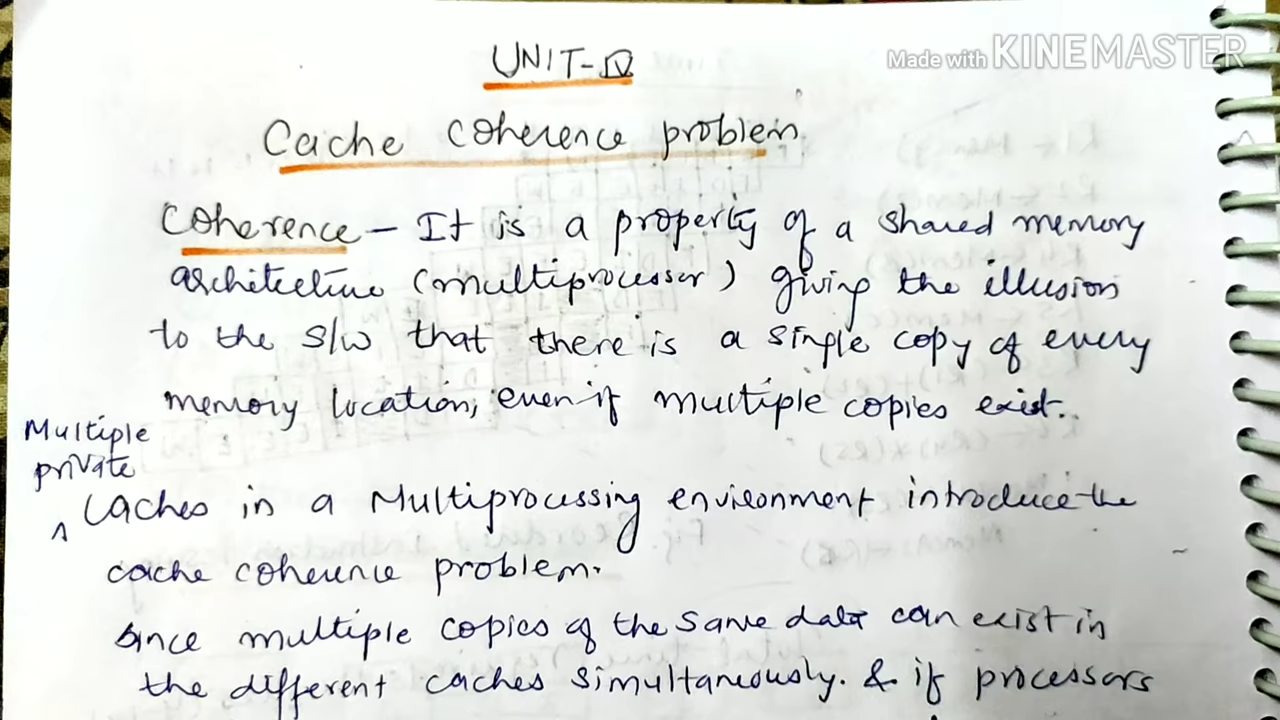 Made with KINEMASTER
UNIT-IV
Cache Coherence problem
Coherence - It is a property of a shared memory
architecture (multiprocessor) giving the illusion
to the s/w that there is a single copy of every
memory location, even if multiple copies exist.
Multiple
private
^ Caches in a Multiprocessing environment introduce the
cache coherence problem.
Since multiple copies of the same data can exist in
the different caches simultaneously. & if processors